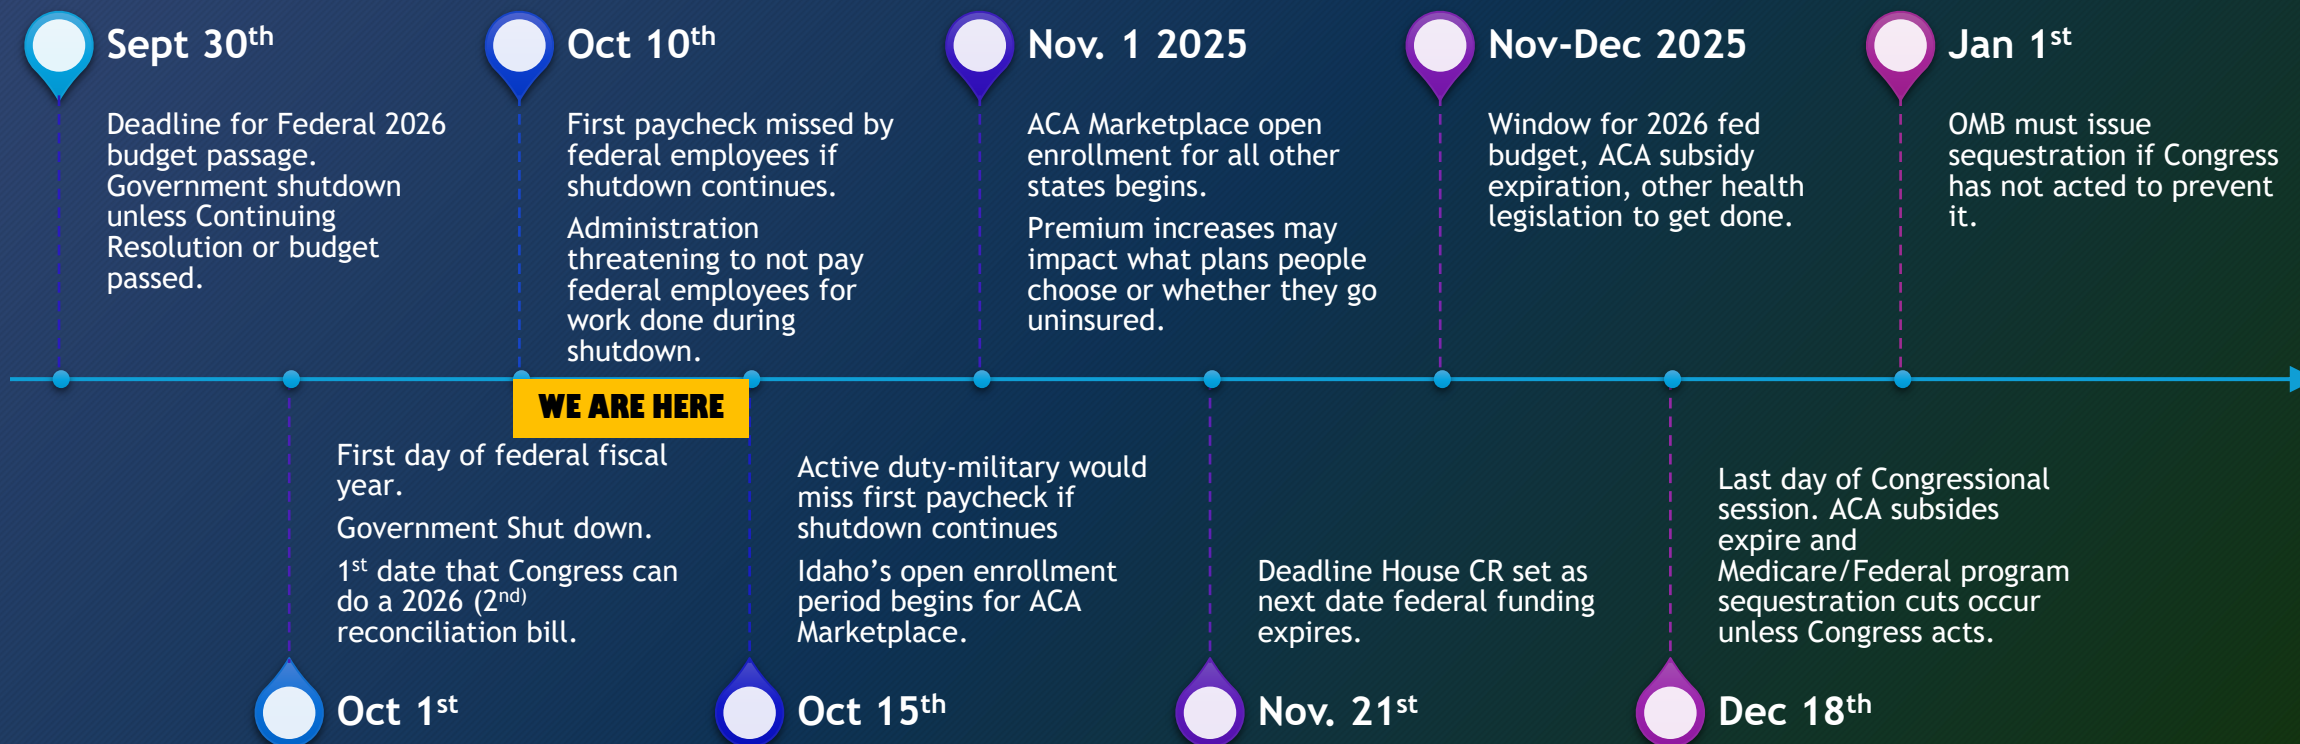 Sept 30th
Deadline for Federal 2026
budget passage.
Government shutdown
unless Continuing
Resolution or budget
passed.
Oct 10th
First paycheck missed by
federal employees if
shutdown continues.
Administration
threatening to not pay
federal employees for
work done during
shutdown.
Nov. 1 2025
ACA Marketplace open
enrollment for all other
states begins.
Premium increases may
impact what plans people
choose or whether they go
uninsured.
Nov-Dec 2025
Window for 2026 fed
budget, ACA subsidy
expiration, other health
legislation to get done.
Jan 1st
OMB must issue
sequestration if Congress
has not acted to prevent
it.
WE ARE HERE
First day of federal fiscal
year.
Government Shut down.
1st date that Congress can
do a 2026 (2nd)
reconciliation bill.
Oct 1st
Active duty-military would
miss first paycheck if
shutdown continues
Idaho’s open enrollment
period begins for ACA
Marketplace.
Oct 15th
Deadline House CR set as
next date federal funding
expires.
Nov. 21st
Last day of Congressional
session. ACA subsides
expire and
Medicare/Federal program
sequestration cuts occur
unless Congress acts.
Dec 18th